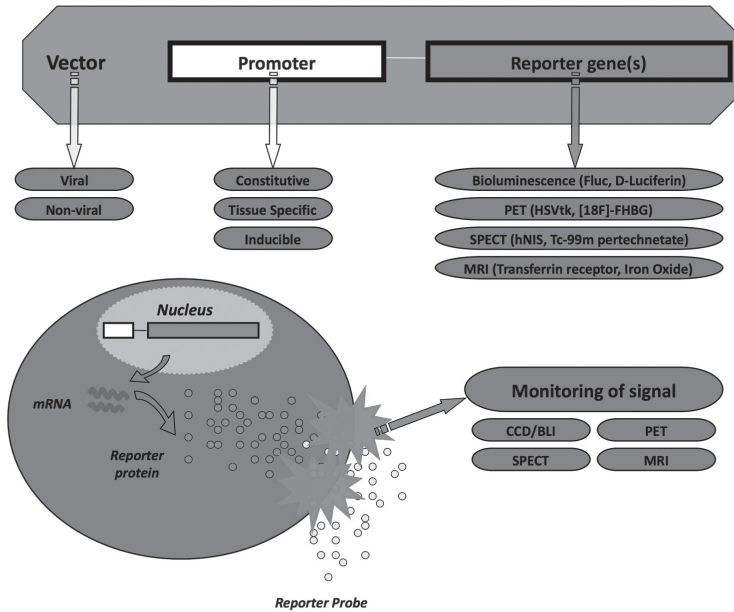 Vector
Promoter
Reporter gene(s)
Viral
Non-viral
Constitutive
Tissue Specific
Inducible
Bioluminescence (Fluc, D-Luciferin)
PET (HSVtk, [18F]-FHBG)
SPECT (hNIS, Tc-99m pertechnetate)
MRI (Transferrin receptor, Iron Oxide)
Nucleus
mRNA
Reporter
protein
Monitoring of signal
CCD/BLI
PET
SPECT
MRI
Reporter Probe